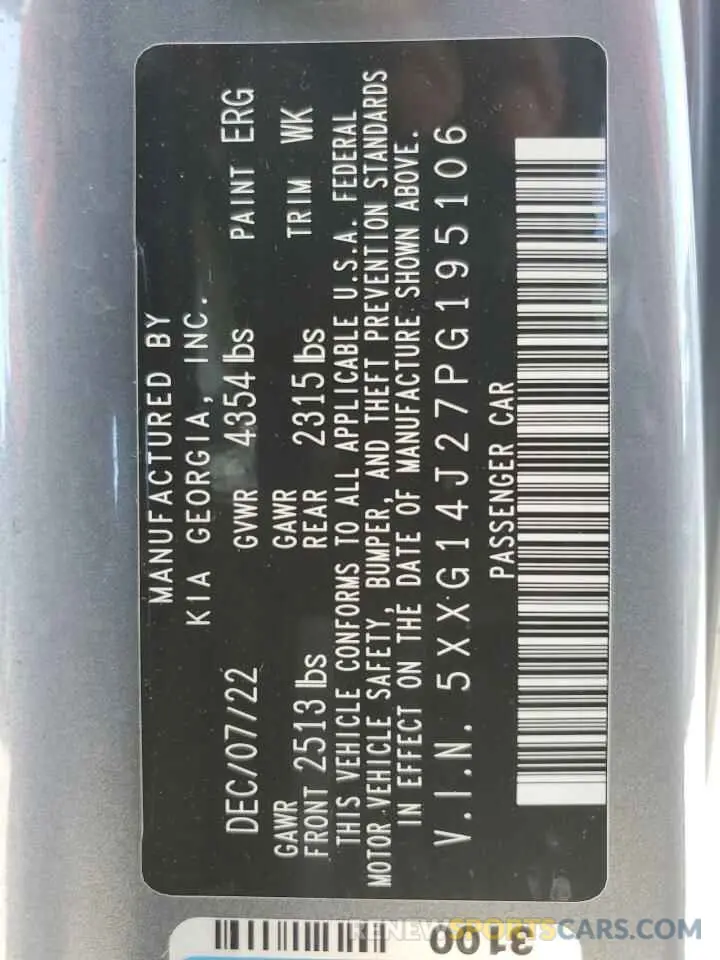 MANUFACTURED BY
KIA GEORGIA, INC.
DEC/07/22 GVWR 4354 lbs PAINT ERG
GAWR FRONT 2513 lbs GAWR REAR 2315 lbs TRIM WK
THIS VEHICLE CONFORMS TO ALL APPLICABLE U.S.A. FEDERAL
MOTOR VEHICLE SAFETY, BUMPER, AND THEFT PREVENTION STANDARDS
IN EFFECT ON THE DATE OF MANUFACTURE SHOWN ABOVE.
V.I.N. 5XXG14J27PG195106
PASSENGER CAR
3100
RENEWSPORTSCARS.COM